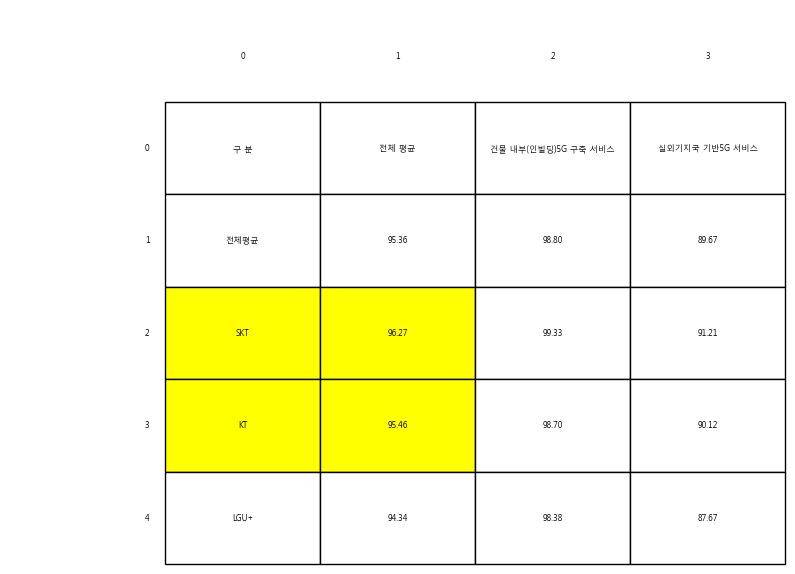 0 1 2 3
0 구 분 전체 평균 건물 내부(인빌딩)5G 구축 서비스 실외기지국 기반5G 서비스
1 전체평균 95.36 98.80 89.67
2 SKT 96.27 99.33 91.21
3 KT 95.46 98.70 90.12
4 LGU+ 94.34 98.38 87.67